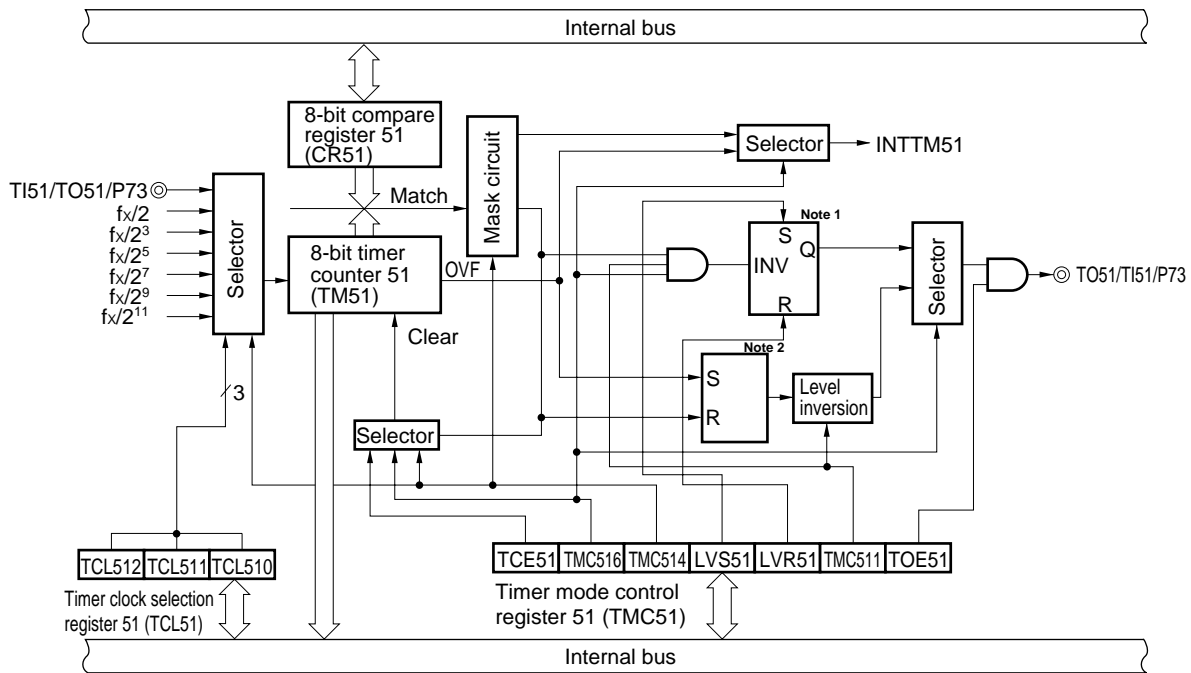 Internal bus
8-bit compare
register 51
(CR51)
Mask circuit
Selector
INTTM51
TI51/TO51/P73
fX/2
fX/2³
fX/2⁵
fX/2⁷
fX/2⁹
fX/2¹¹
Selector
Match
8-bit timer
counter 51
(TM51)
OVF
Clear
Note 1
S
Q
INV
R
Selector
TO51/TI51/P73
Note 2
S
R
Level
inversion
3
Selector
TCL512 TCL511 TCL510
Timer clock selection
register 51 (TCL51)
TCE51 TMC516 TMC514 LVS51 LVR51 TMC511 TOE51
Timer mode control
register 51 (TMC51)
Internal bus